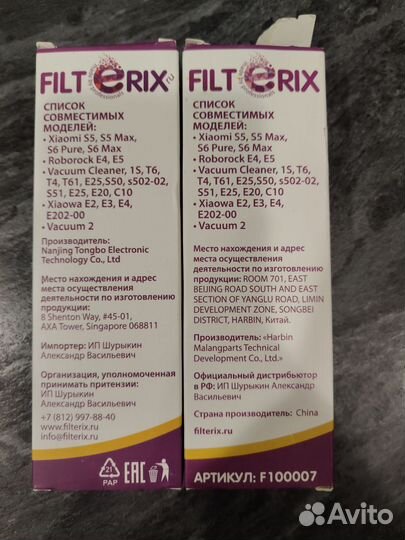 FILTERIX.ru
by professionals
СПИСОК
СОВМЕСТИМЫХ
МОДЕЛЕЙ:
• Xiaomi S5, S5 Max,
S6 Pure, S6 Max
• Roborock E4, E5
• Vacuum Cleaner, 1S, T6,
T4, T61, E25,S50, s502-02,
S51, E25, E20, C10
• Xiaowa E2, E3, E4,
E202-00
• Vacuum 2
Производитель:
Nanjing Tongbo Electronic
Technology Co., Ltd
Место нахождения и адрес
места осуществления
деятельности по изготовлению
продукции:
8 Shenton Way, #45-01,
AXA Tower, Singapore 068811
Импортер: ИП Шурыкин
Александр Васильевич
Организация, уполномоченная
принимать притензии:
ИП Шурыкин
Александр Васильевич
+7 (812) 997-88-40
www.filterix.ru
info@filterix.ru
21
PAP
EAC
FILTERIX
by professionals
СПИСОК
СОВМЕСТИМЫХ
МОДЕЛЕЙ:
• Xiaomi S5, S5 Max,
S6 Pure, S6 Max
• Roborock E4, E5
• Vacuum Cleaner, 1S, T6,
T4, T61, E25,S50, s502-02,
S51, E25, E20, C10
• Xiaowa E2, E3, E4,
E202-00
• Vacuum 2
Место нахождения и адрес
места осуществления
деятельности по изготовлению
продукции: ROOM 701, EAST
BEIJING ROAD SOUTH AND EAST
SECTION OF YANGLU ROAD, LIMIN
DEVELOPMENT ZONE, SONGBEI
DISTRICT, HARBIN, Китай.
Производитель: «Harbin
Malangparts Technical
Development Co., Ltd.»
Официальный дистрибьютор
в РФ: ИП Шурыкин Александр
Васильевич
Страна производитель: China
filterix.ru
АРТИКУЛ: F100007
Avito